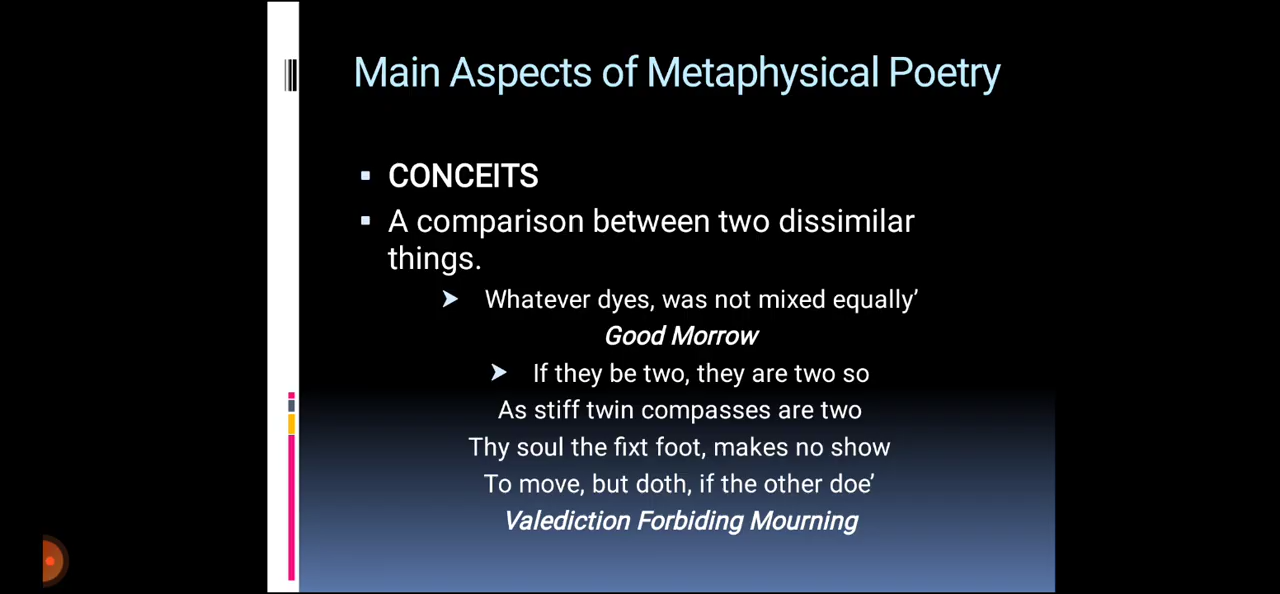 Main Aspects of Metaphysical Poetry
CONCEITS
A comparison between two dissimilar
things.
Whatever dyes, was not mixed equally’
Good Morrow
If they be two, they are two so
As stiff twin compasses are two
Thy soul the fixt foot, makes no show
To move, but doth, if the other doe’
Valediction Forbiding Mourning